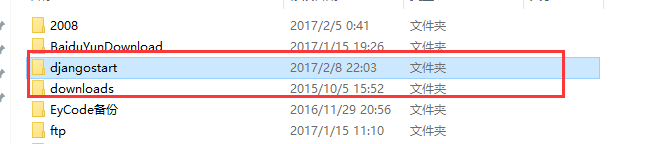 2008 2017/2/5 0:41 文件夹
BaiduYunDownload 2017/1/15 19:26 文件夹
djangostart 2017/2/8 22:03 文件夹
downloads 2015/10/5 15:52 文件夹
EyCode备份 2016/11/29 20:56 文件夹
ftp 2017/1/15 11:10 文件夹